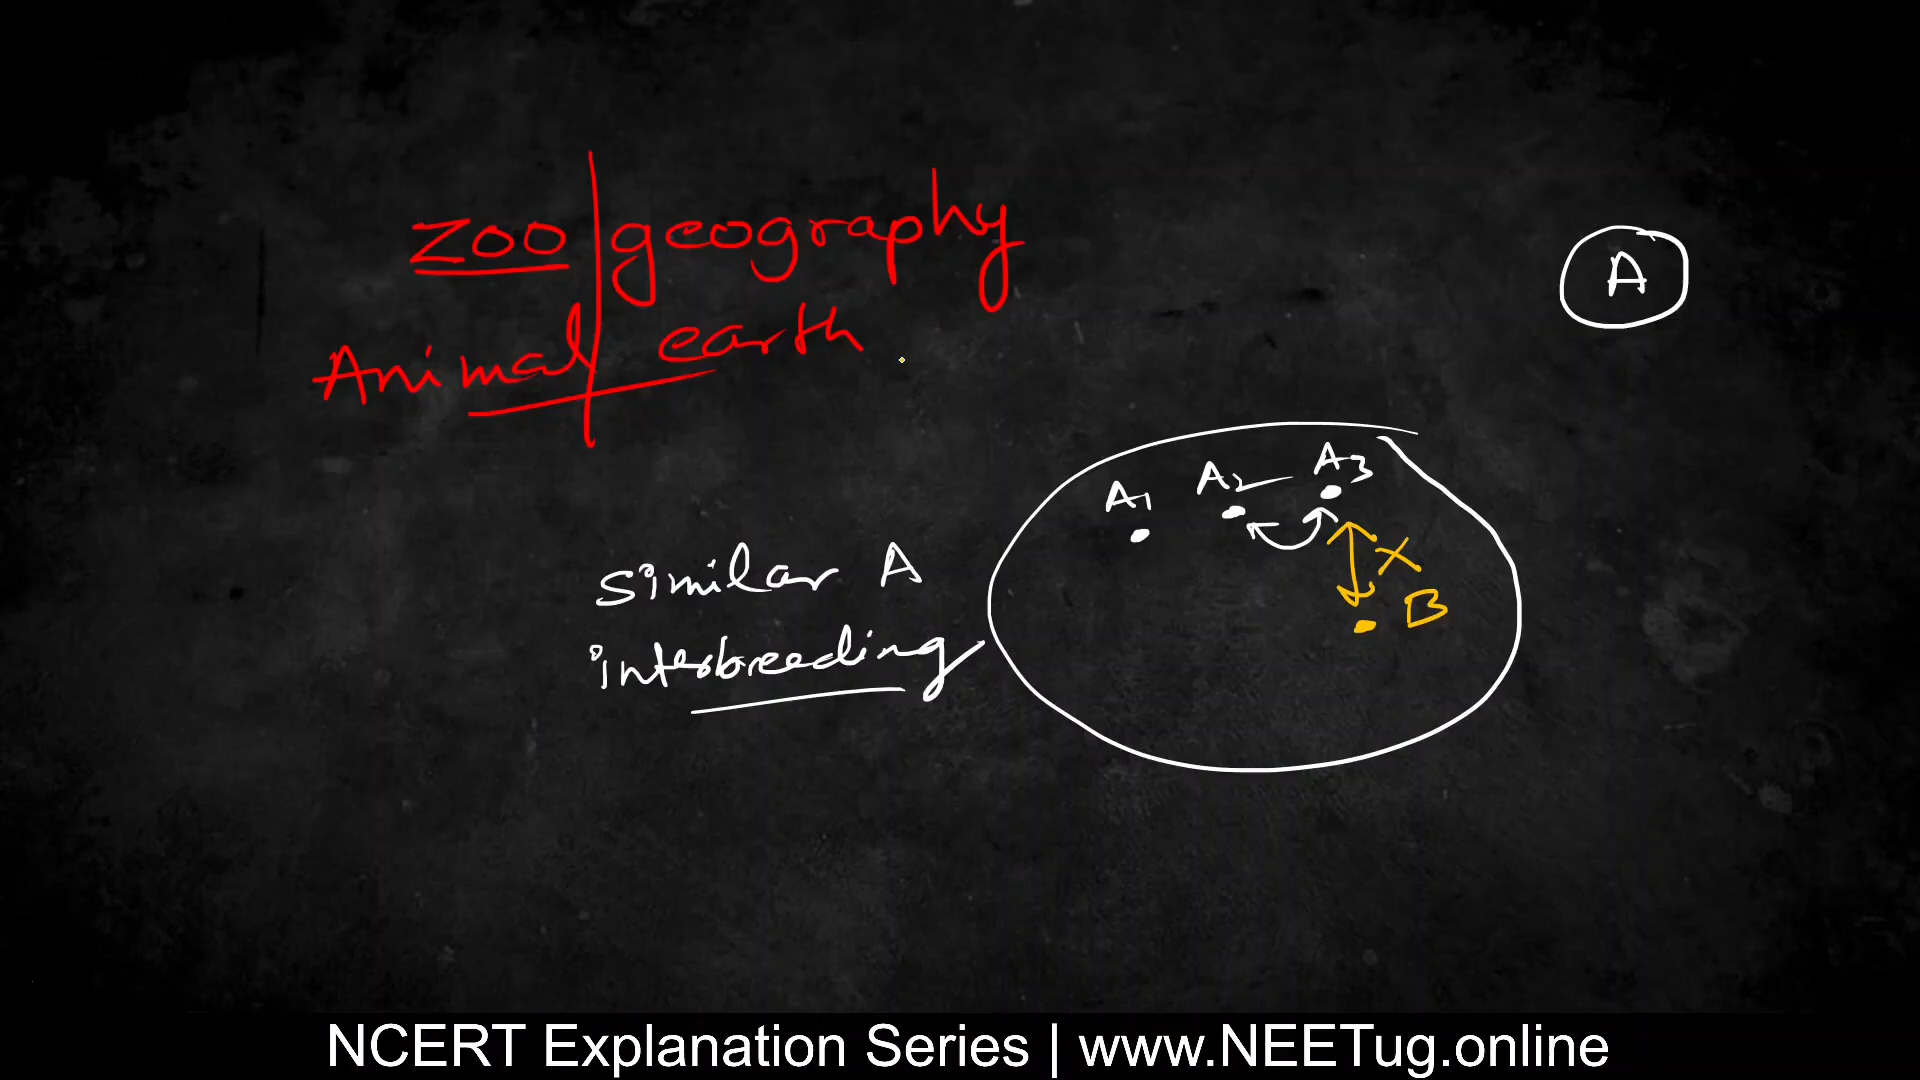 zoo geography
A
Animal earth
A1 A2 A3
X
similar A
B
interbreeding
NCERT Explanation Series | www.NEETug.online